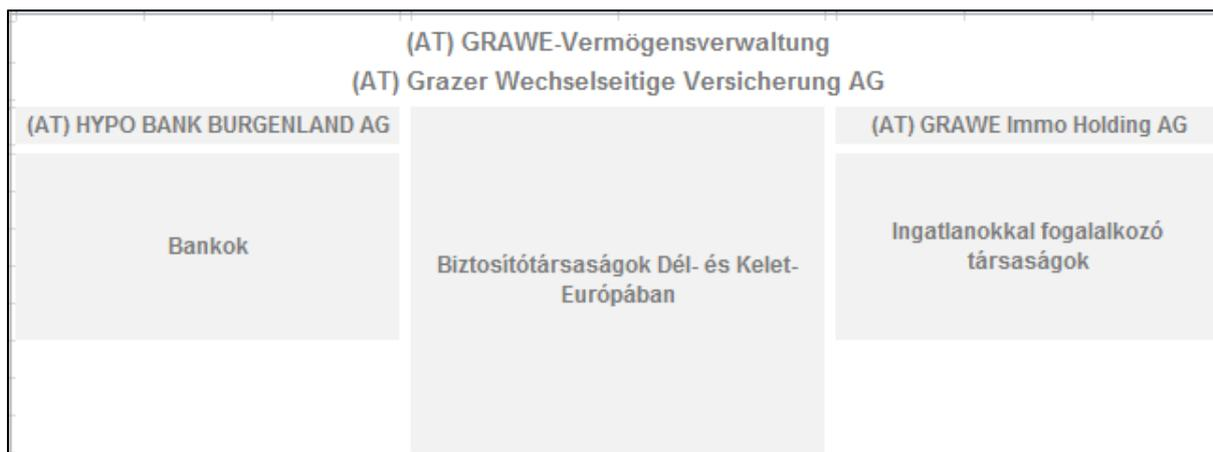 (AT) GRAWE-Vermögensverwaltung
(AT) Grazer Wechselseitige Versicherung AG
(AT) HYPO BANK BURGENLAND AG
(AT) GRAWE Immo Holding AG
Bankok
Biztosítótársaságok Dél- és Kelet-
Európában
Ingatlanokkal fogalalkozó
társaságok